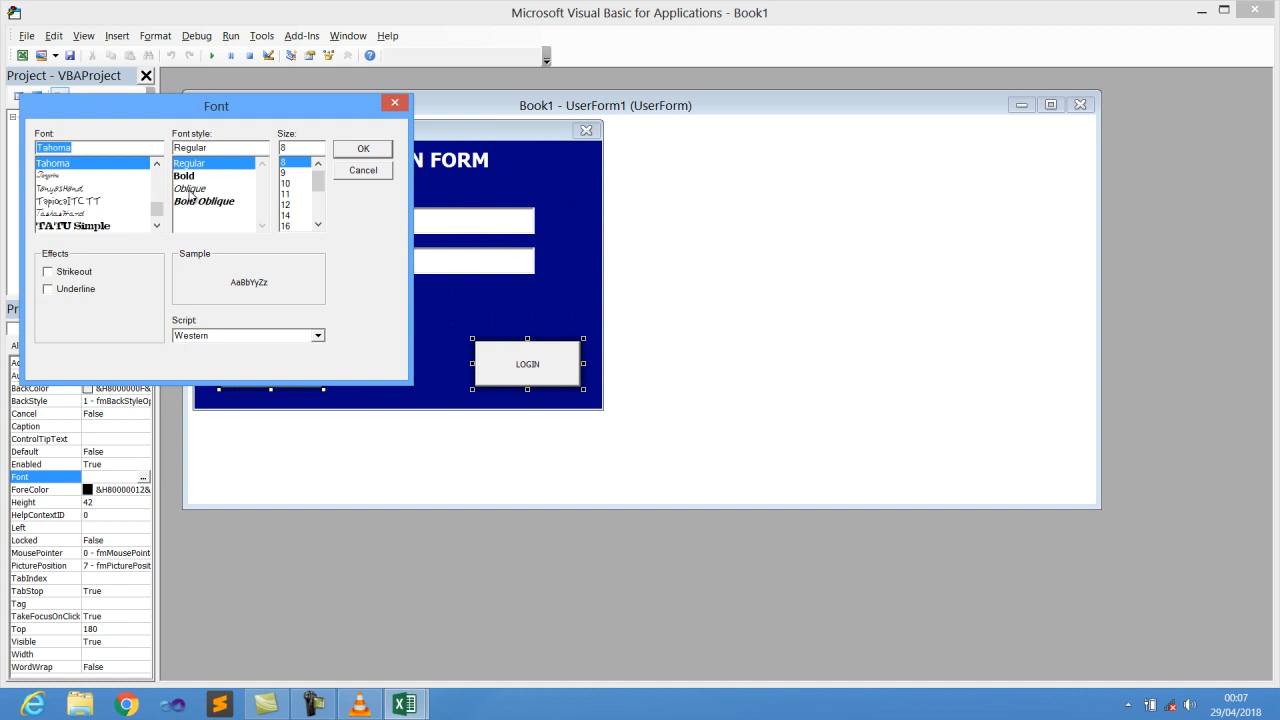 Microsoft Visual Basic for Applications - Book1
File Edit View Insert Format Debug Run Tools Add-Ins Window Help
Project - VBAProject
Font
Font:
Tahoma
Tahoma
TonysHand
TapiocaITC TT
TATU Simple
Font style:
Regular
Regular
Bold
Oblique
Bold Oblique
Size:
8
8
9
10
11
12
14
16
OK
Cancel
Effects
Strikeout
Underline
Sample
AaBbYyZz
Script:
Western
Book1 - UserForm1 (UserForm)
N FORM
LOGIN
BackColor &H8000000F&
BackStyle 1 - fmBackStyleOp
Cancel False
Caption
ControlTipText
Default False
Enabled True
Font ...
ForeColor &H80000012&
Height 42
HelpContextID 0
Left
Locked False
MousePointer 0 - fmMousePoint
PicturePosition 7 - fmPicturePosit
TabIndex
TabStop True
Tag
TakeFocusOnClick True
Top 180
Visible True
Width
WordWrap False
00:07
29/04/2018